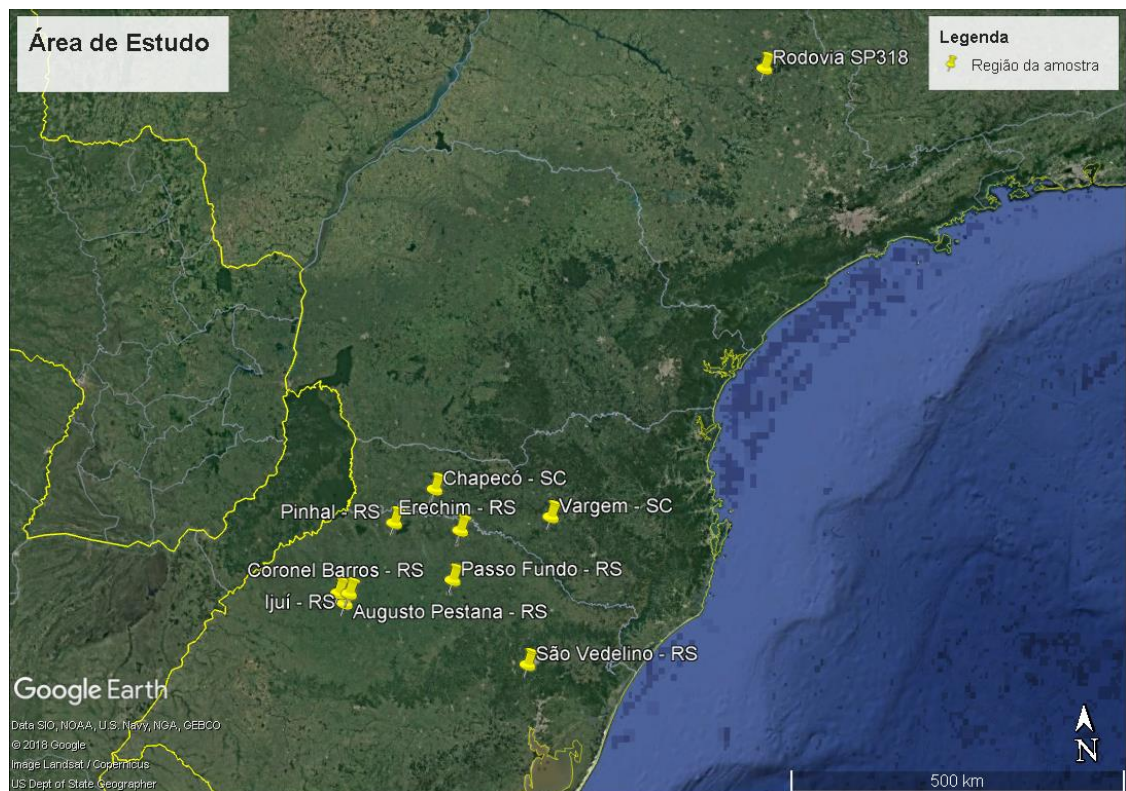 Área de Estudo
Legenda
Região da amostra
Rodovia SP318
Chapecó - SC
Pinhal - RS
Erechim - RS
Vargem - SC
Coronel Barros - RS
Passo Fundo - RS
Ijuí - RS
Augusto Pestana - RS
São Vedelino - RS
Google Earth
Data SIO, NOAA, U.S. Navy, NGA, GEBCO
© 2018 Google
Image Landsat / Copernicus
US Dept of State Geographer
N
500 km